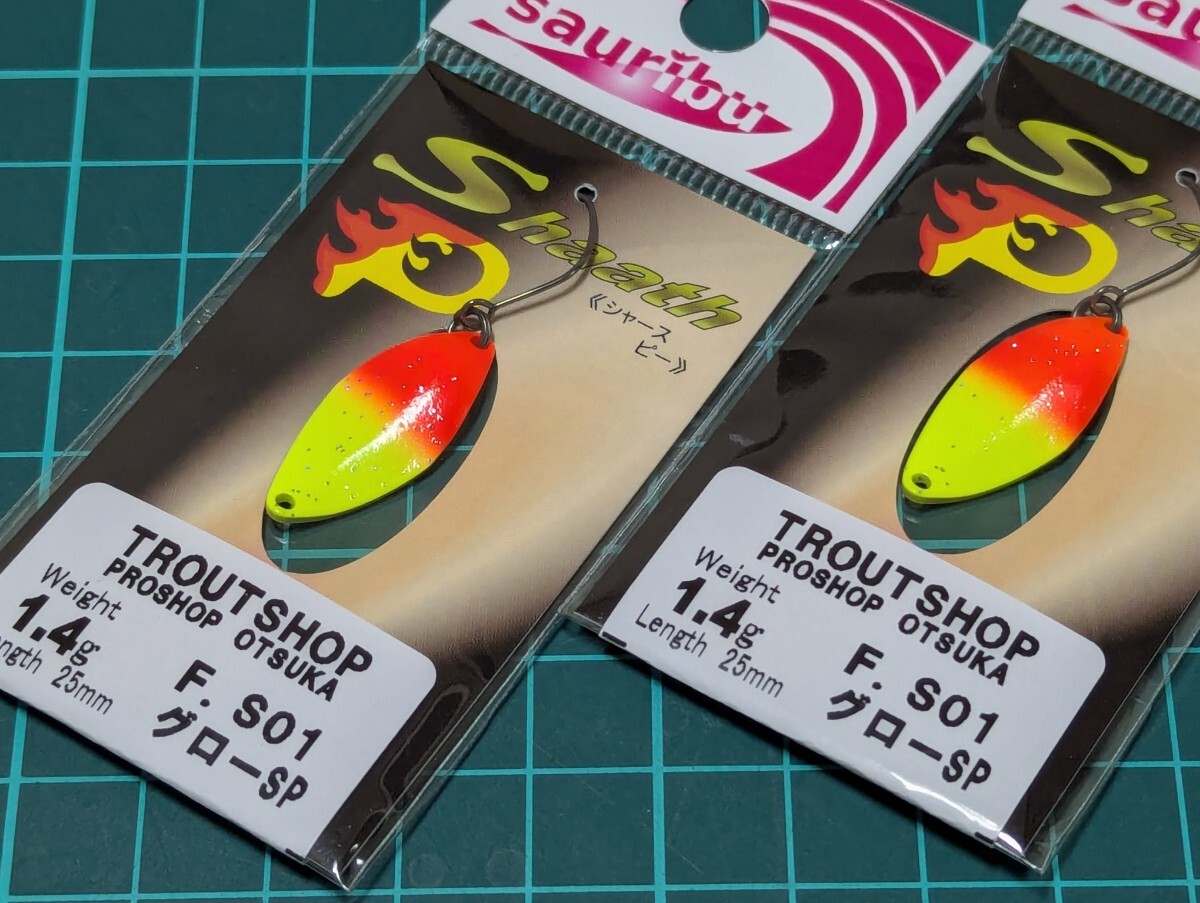 sauribu
Shaath
P
《シャース
ピー》
TROUTSHOP
PROSHOP OTSUKA
Weight
1.4g
Length 25mm
F. S01
グローSP
Shaath
P
TROUTSHOP
PROSHOP OTSUKA
Weight
1.4g
Length 25mm
F. S01
グローSP